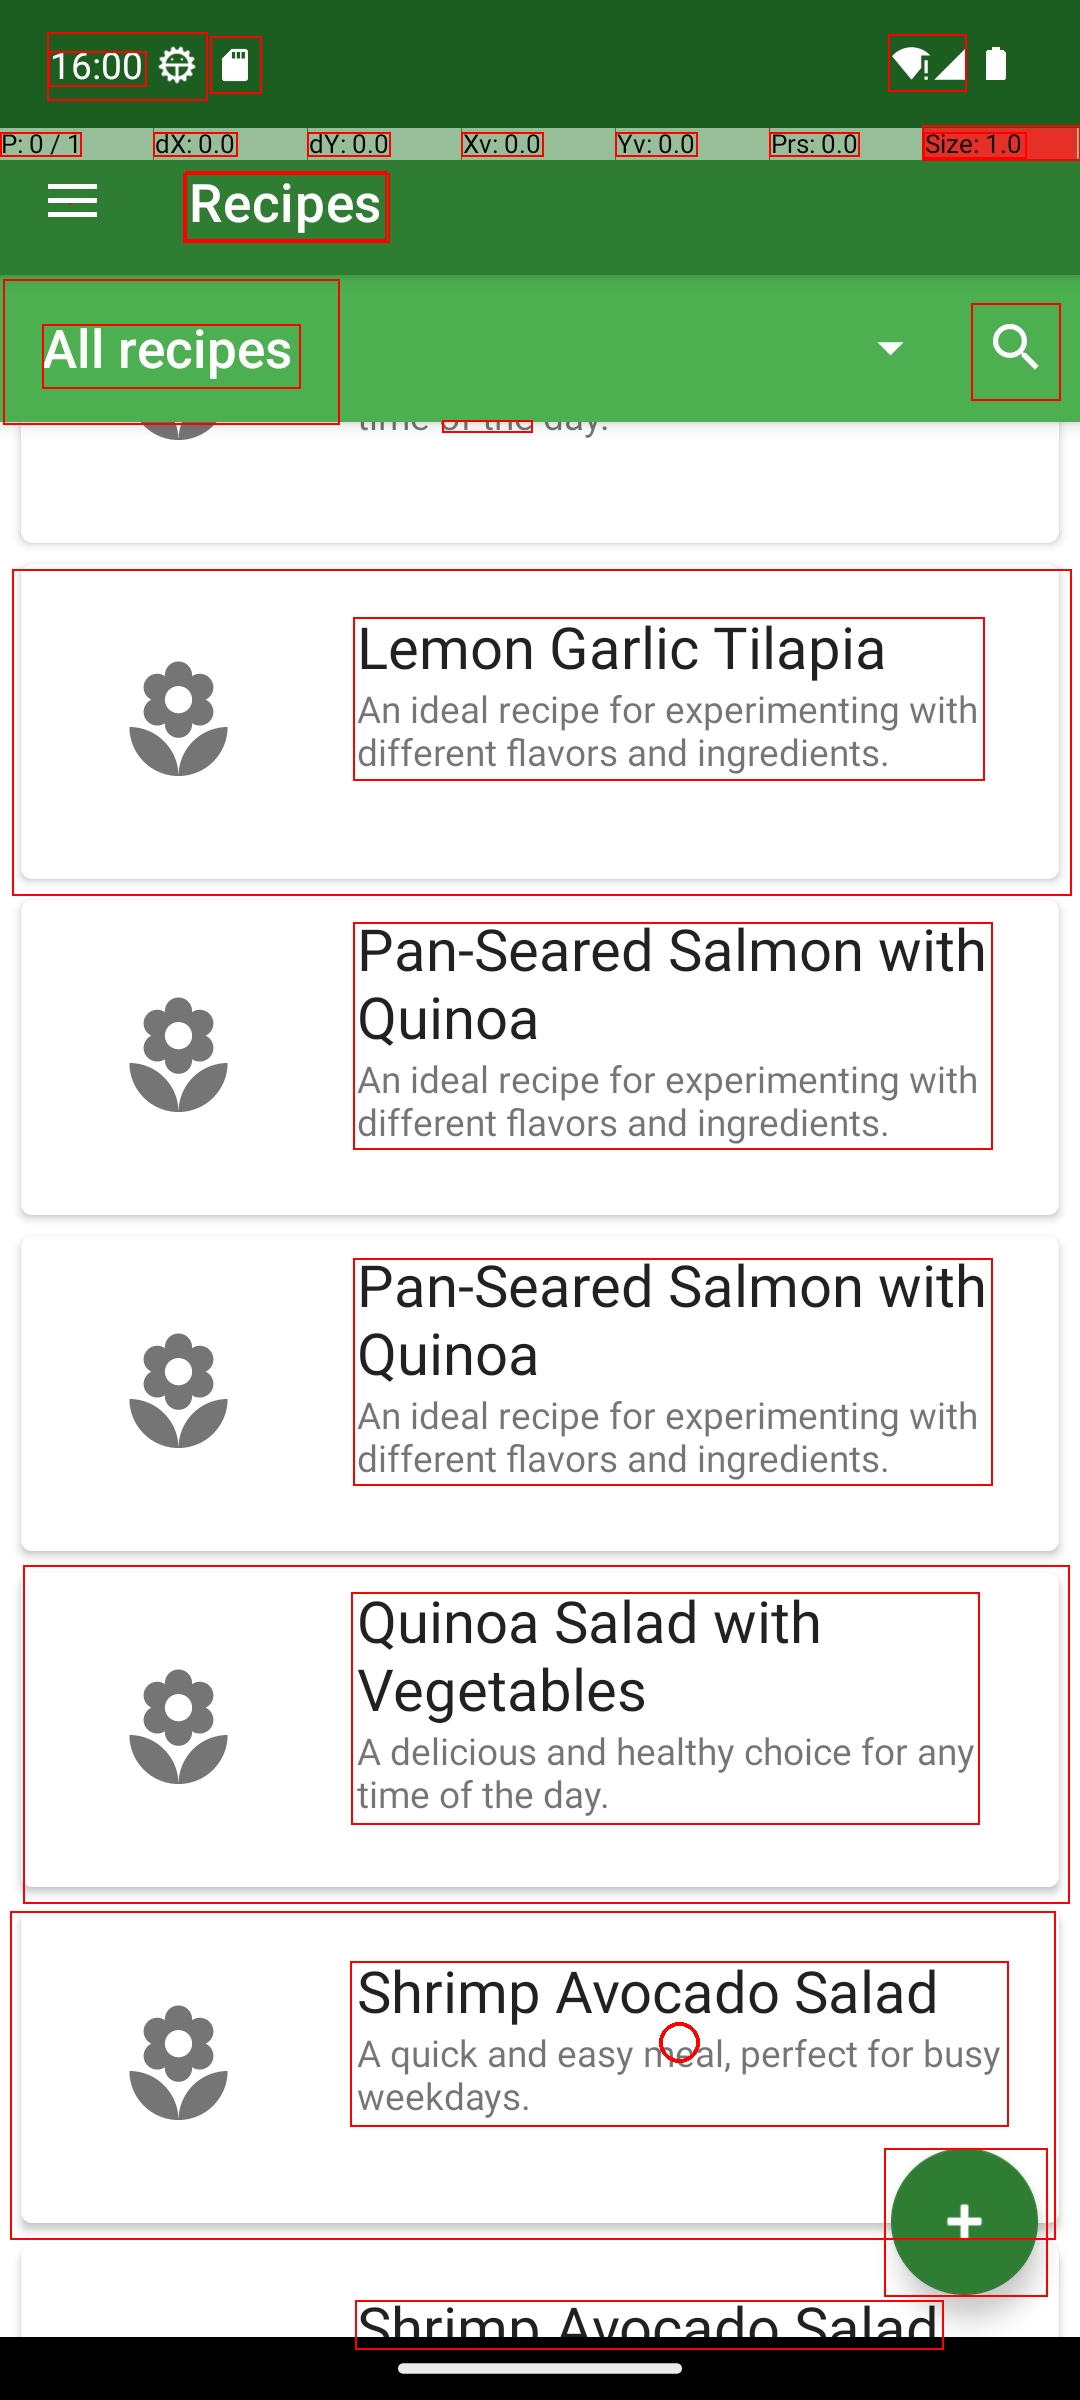 16:00
P: 0 / 1 dX: 0.0 dY: 0.0 Xv: 0.0 Yv: 0.0 Prs: 0.0 Size: 1.0
Recipes
All recipes
time of the day.
Lemon Garlic Tilapia
An ideal recipe for experimenting with
different flavors and ingredients.
Pan-Seared Salmon with
Quinoa
An ideal recipe for experimenting with
different flavors and ingredients.
Pan-Seared Salmon with
Quinoa
An ideal recipe for experimenting with
different flavors and ingredients.
Quinoa Salad with
Vegetables
A delicious and healthy choice for any
time of the day.
Shrimp Avocado Salad
A quick and easy meal, perfect for busy
weekdays.
Shrimp Avocado Salad